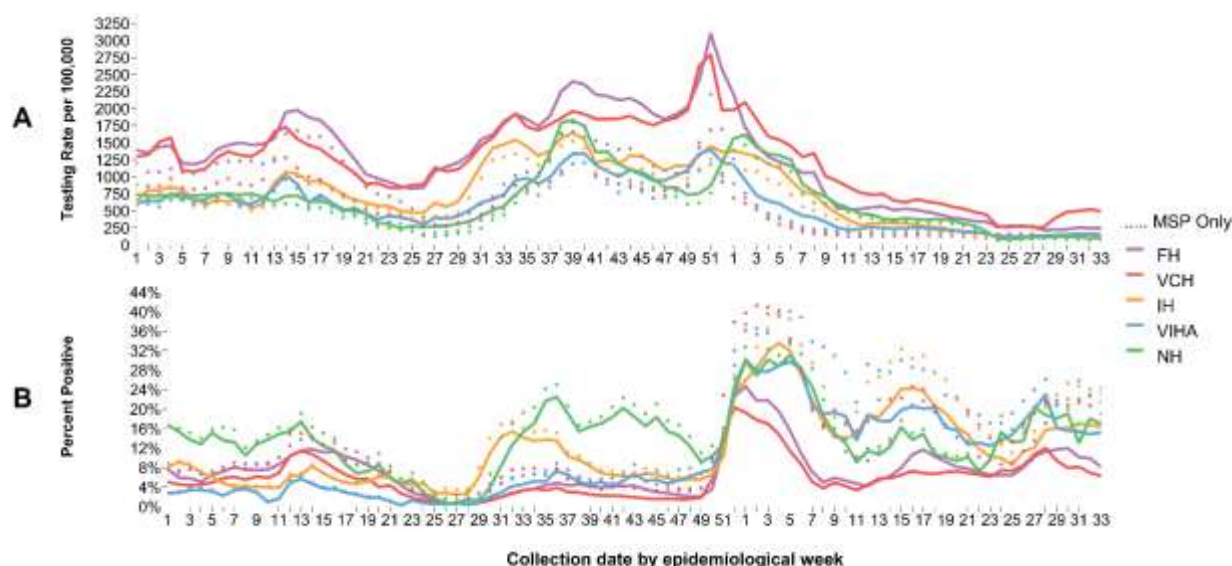 A
Testing Rate per 100,000
3250
3000
2750
2500
2250
2000
1750
1500
1250
1000
750
500
250
0
1 3 5 7 9 11 13 15 17 19 21 23 25 27 29 31 33 35 37 39 41 43 45 47 49 51 1 3 5 7 9 11 13 15 17 19 21 23 25 27 29 31 33
MSP Only
FH
VCH
IH
VIHA
NH
B
Percent Positive
44%
40%
36%
32%
28%
24%
20%
16%
12%
8%
4%
0%
1 3 5 7 9 11 13 15 17 19 21 23 25 27 29 31 33 35 37 39 41 43 45 47 49 51 1 3 5 7 9 11 13 15 17 19 21 23 25 27 29 31 33
Collection date by epidemiological week